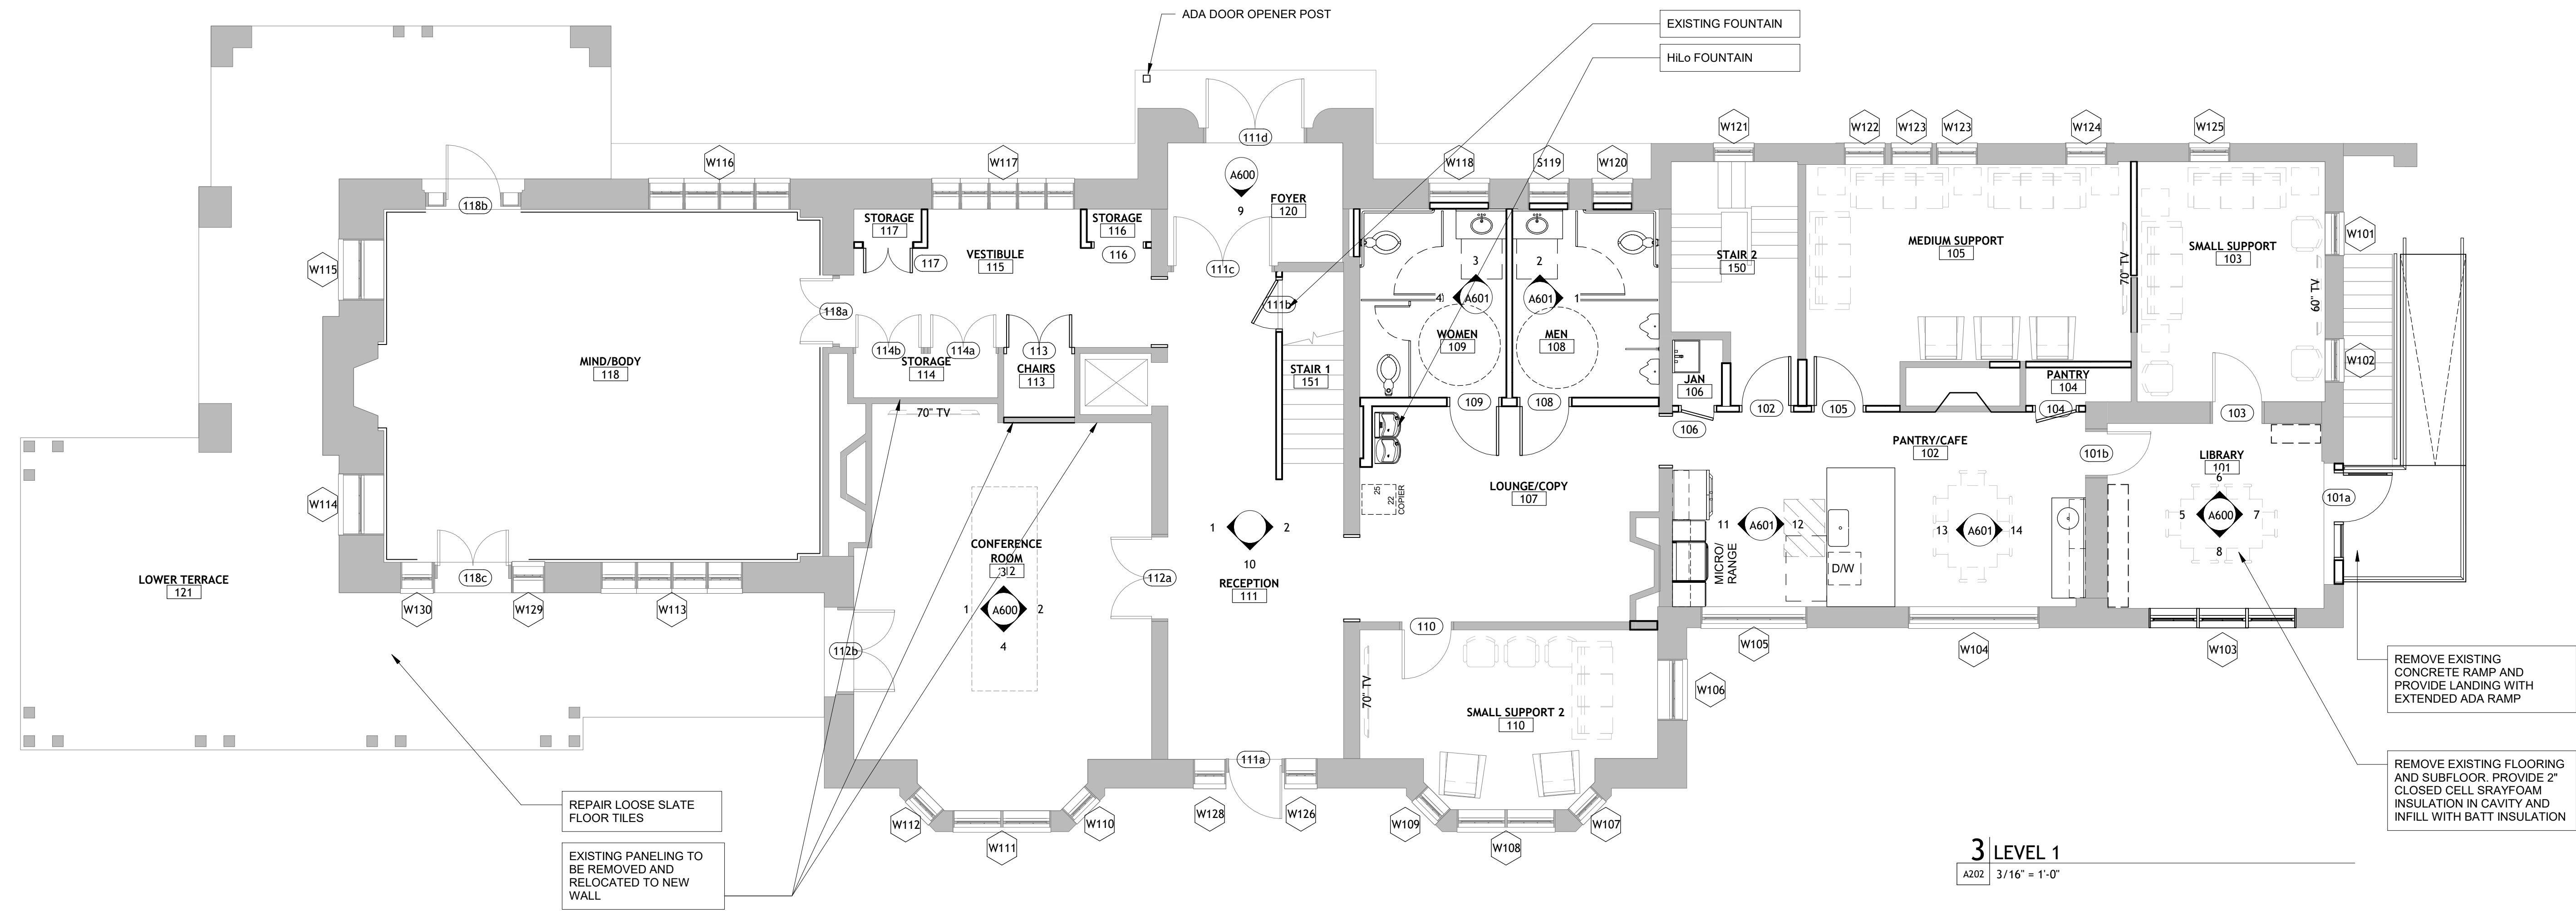 ADA DOOR OPENER POST
EXISTING FOUNTAIN
HiLo FOUNTAIN
111d
W121
W122
W123
W123
W124
W125
W116
W117
A600
9
FOYER
120
W118
S119
W120
118b
STORAGE
117
STORAGE
116
117
116
VESTIBULE
115
111c
W115
118a
111b
3
2
4
A601
A601
1
WOMEN
109
MEN
108
STAIR 2
150
MEDIUM SUPPORT
105
70" TV
SMALL SUPPORT
103
60" TV
W101
W102
MIND/BODY
118
114b
114a
113
STORAGE
114
CHAIRS
113
STAIR 1
151
JAN
106
PANTRY
104
70" TV
109
108
106
102
105
104
103
PANTRY/CAFE
102
101b
LIBRARY
101
6
5
A600
7
8
101a
W114
25
22
COPIER
LOUNGE/COPY
107
11
A601
12
MICRO/
RANGE
D/W
13
A601
14
CONFERENCE
ROOM
3
2
1
A600
2
4
1
2
10
RECEPTION
111
112a
LOWER TERRACE
121
118c
W130
W129
W113
112b
110
W105
W104
W103
70" TV
SMALL SUPPORT 2
110
W106
111a
W112
W111
W110
W128
W126
W109
W108
W107
REMOVE EXISTING
CONCRETE RAMP AND
PROVIDE LANDING WITH
EXTENDED ADA RAMP
REMOVE EXISTING FLOORING
AND SUBFLOOR. PROVIDE 2"
CLOSED CELL SRAYFOAM
INSULATION IN CAVITY AND
INFILL WITH BATT INSULATION
REPAIR LOOSE SLATE
FLOOR TILES
EXISTING PANELING TO
BE REMOVED AND
RELOCATED TO NEW
WALL
3
LEVEL 1
A202
3/16" = 1'-0"